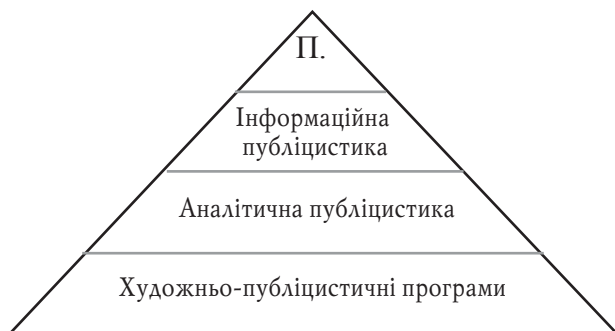 П.
Інформаційна
публіцистика
Аналітична публіцистика
Художньо-публіцистичні програми